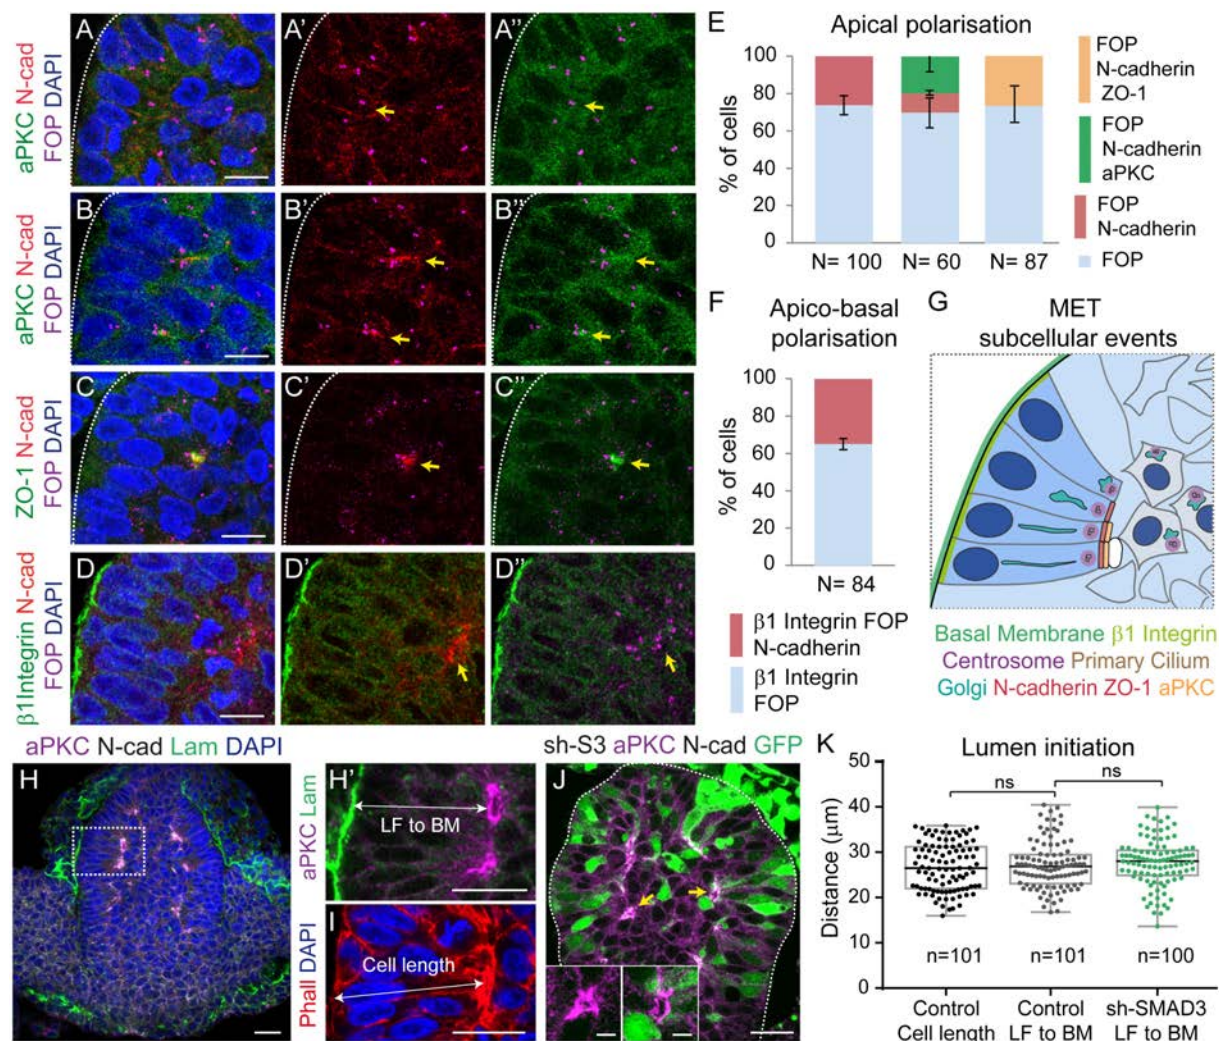 aPKC N-cad
FOP DAPI
A
A'
A''
aPKC N-cad
FOP DAPI
B
B'
B''
ZO-1 N-cad
FOP DAPI
C
C'
C''
β1Integrin N-cad
FOP DAPI
D
D'
D''
E
Apical polarisation
% of cells
100
80
60
40
20
0
N= 100
N= 60
N= 87
FOP
N-cadherin
ZO-1
FOP
N-cadherin
aPKC
FOP
N-cadherin
FOP
F
Apico-basal
polarisation
% of cells
100
80
60
40
20
0
N= 84
β1 Integrin FOP
N-cadherin
β1 Integrin
FOP
G
MET
subcellular events
Basal Membrane β1 Integrin
Centrosome Primary Cilium
Golgi N-cadherin ZO-1 aPKC
aPKC N-cad Lam DAPI
H
aPKC Lam
H'
LF to BM
Phall DAPI
I
Cell length
sh-S3 aPKC N-cad GFP
J
K
Lumen initiation
ns
ns
Distance (μm)
50
40
30
20
10
0
n=101
n=101
n=100
Control
Cell length
Control
LF to BM
sh-SMAD3
LF to BM